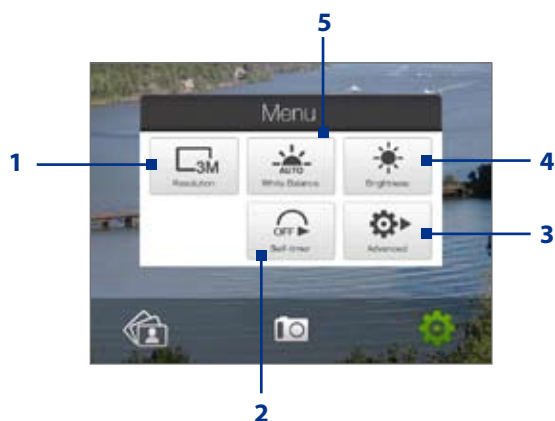 5
Menu
1
3M
AUTO
4
Resolution
White Balance
Brightness
OFF
3
Self-timer
Advanced
2